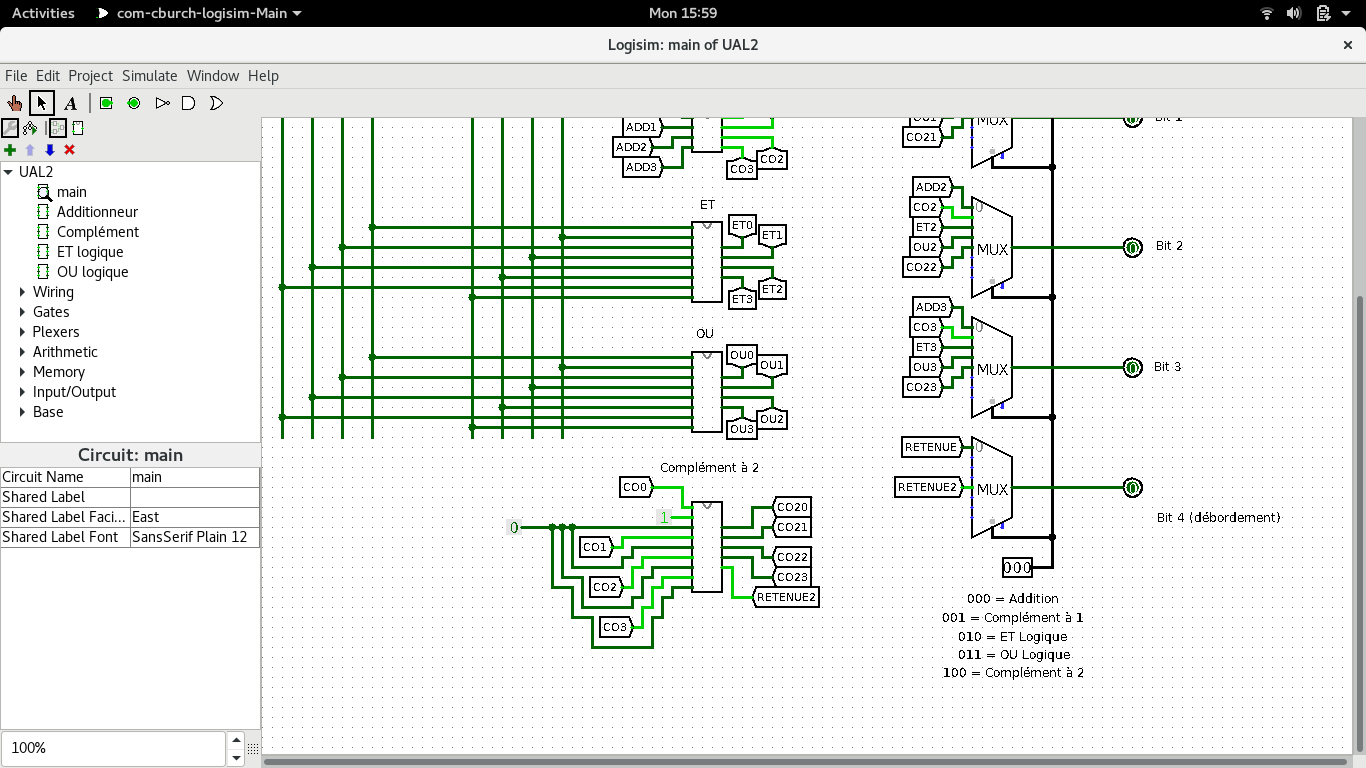 Activities com-cburch-logisim-Main Mon 15:59
Logisim: main of UAL2 ×
File Edit Project Simulate Window Help
A
UAL2
main
Additionneur
Complément
ET logique
OU logique
Wiring
Gates
Plexers
Arithmetic
Memory
Input/Output
Base
Circuit: main
Circuit Name main
Shared Label
Shared Label Faci... East
Shared Label Font SansSerif Plain 12
100%
ADD1
ADD2
ADD3
CO3
CO2
ET
ET0
ET1
ET2
ET3
OU
OU0
OU1
OU2
OU3
Complément à 2
CO0
1
0
CO1
CO2
CO3
CO20
CO21
CO22
CO23
RETENUE2
OU1
CO21
MUX
Bit 1
ADD2
CO2
ET2
OU2
CO22
0
MUX
0
Bit 2
ADD3
CO3
ET3
OU3
CO23
0
MUX
0
Bit 3
RETENUE
RETENUE2
0
MUX
0
Bit 4 (débordement)
000
000 = Addition
001 = Complément à 1
010 = ET Logique
011 = OU Logique
100 = Complément à 2